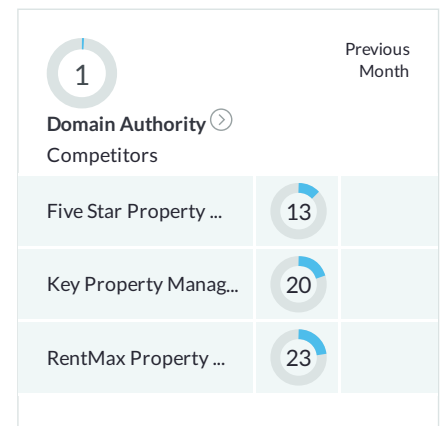 1
Previous
Month
Domain Authority
Competitors
Five Star Property ...
13
Key Property Manag...
20
RentMax Property ...
23